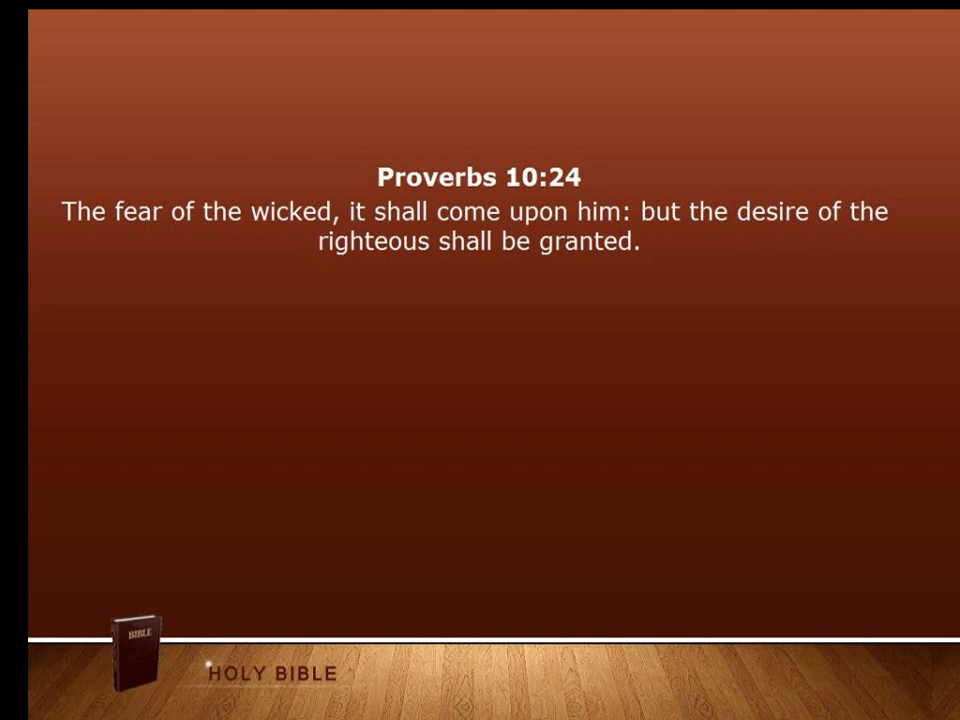 Proverbs 10:24
The fear of the wicked, it shall come upon him: but the desire of the
righteous shall be granted.
BIBLE
HOLY BIBLE